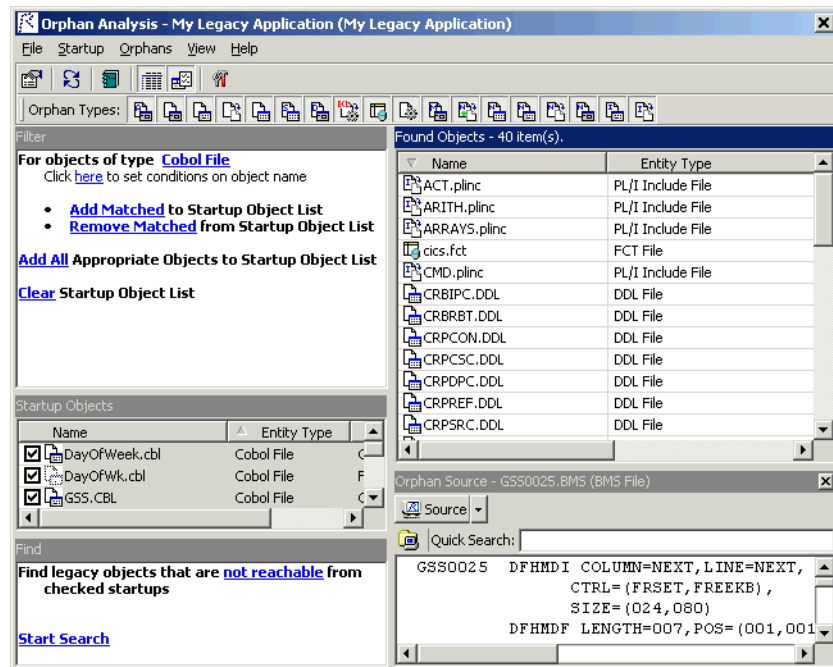 Orphan Analysis - My Legacy Application (My Legacy Application)
File Startup Orphans View Help
Orphan Types:
Filter
For objects of type Cobol File
Click here to set conditions on object name
• Add Matched to Startup Object List
• Remove Matched from Startup Object List
Add All Appropriate Objects to Startup Object List
Clear Startup Object List
Startup Objects
Name Entity Type
DayOfWeek.cbl Cobol File
DayOfWk.cbl Cobol File F
GSS.CBL Cobol File
Find
Find legacy objects that are not reachable from
checked startups
Start Search
Found Objects - 40 item(s).
Name Entity Type
ACT.plinc PL/I Include File
ARITH.plinc PL/I Include File
ARRAYS.plinc PL/I Include File
cics.fct FCT File
CMD.plinc PL/I Include File
CRBIPC.DDL DDL File
CRBRBT.DDL DDL File
CRPCON.DDL DDL File
CRPCSC.DDL DDL File
CRPDPC.DDL DDL File
CRPREF.DDL DDL File
CRPSRC.DDL DDL File
Orphan Source - GSS0025.BMS (BMS File)
Source
Quick Search:
GSS0025 DFHMDI COLUMN=NEXT,LINE=NEXT,
CTRL=(FRSET,FREEKB),
SIZE=(024,080)
DFHMDF LENGTH=007,POS=(001,001